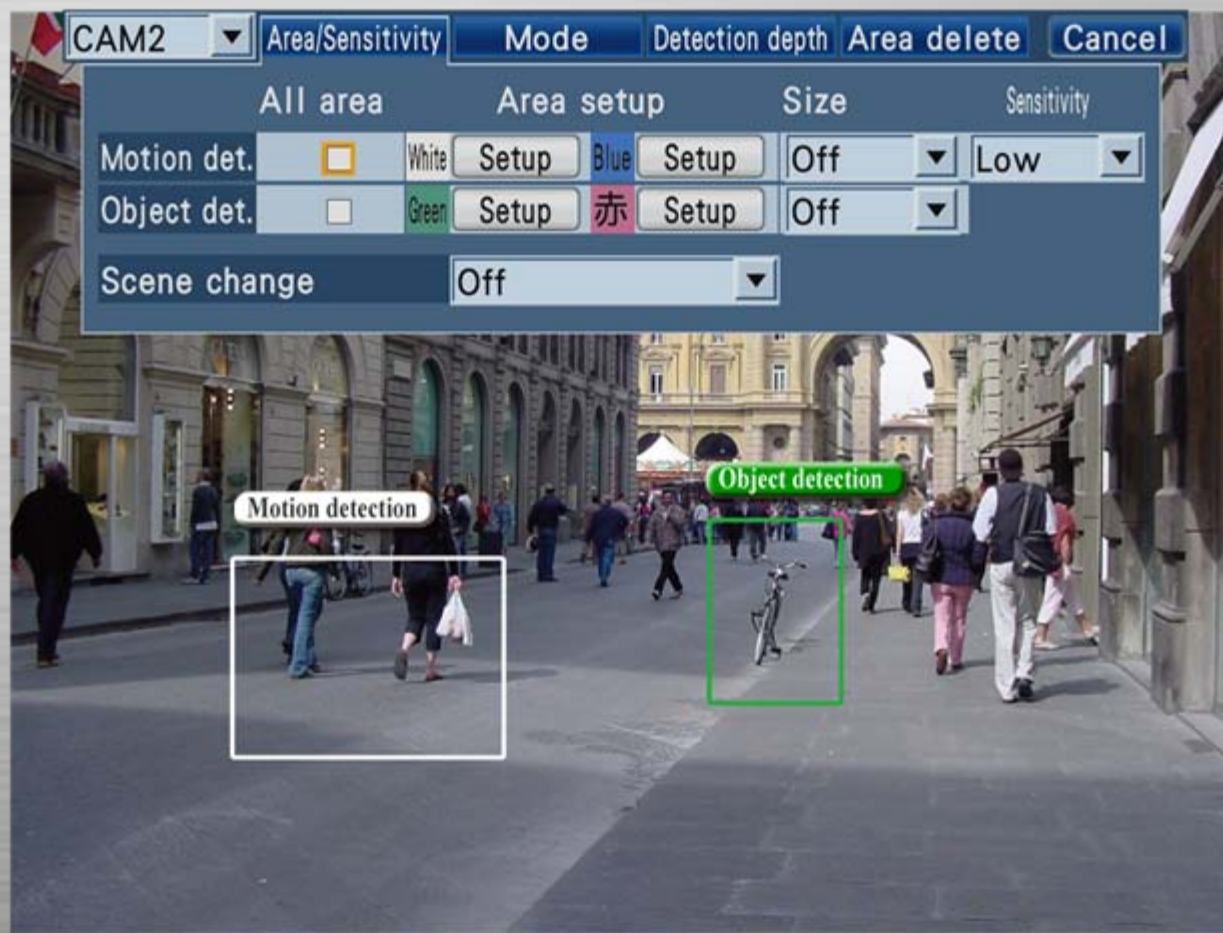 CAM2 Area/Sensitivity Mode Detection depth Area delete Cancel
All area Area setup Size Sensitivity
Motion det. White Setup Blue Setup Off Low
Object det. Green Setup 赤 Setup Off
Scene change Off
Object detection
Motion detection